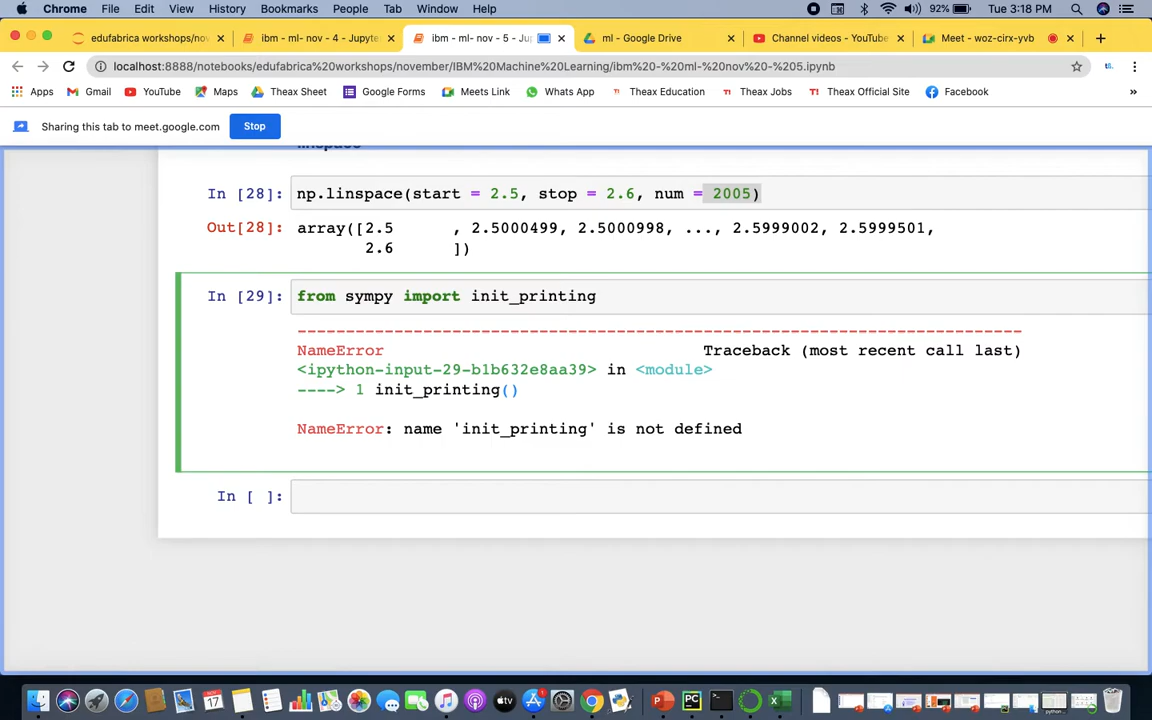 Chrome File Edit View History Bookmarks People Tab Window Help 92% Tue 3:18 PM
edufabrica workshops/nov ibm - ml- nov - 4 - Jupyte ibm - ml- nov - 5 - Ju ml - Google Drive Channel videos - YouTube Meet - woz-cirx-yvb
localhost:8888/notebooks/edufabrica%20workshops/november/IBM%20Machine%20Learning/ibm%20-%20ml-%20nov%20-%205.ipynb
Apps Gmail YouTube Maps Theax Sheet Google Forms Meets Link Whats App Theax Education Theax Jobs Theax Official Site Facebook »
Sharing this tab to meet.google.com Stop
linspace
In [28]: np.linspace(start = 2.5, stop = 2.6, num = 2005)
Out[28]: array([2.5 , 2.5000499, 2.5000998, ..., 2.5999002, 2.5999501,
2.6 ])
In [29]: from sympy import init_printing
NameError Traceback (most recent call last)
<ipython-input-29-b1b632e8aa39> in <module>
----> 1 init_printing()
NameError: name 'init_printing' is not defined
In [ ]:
17